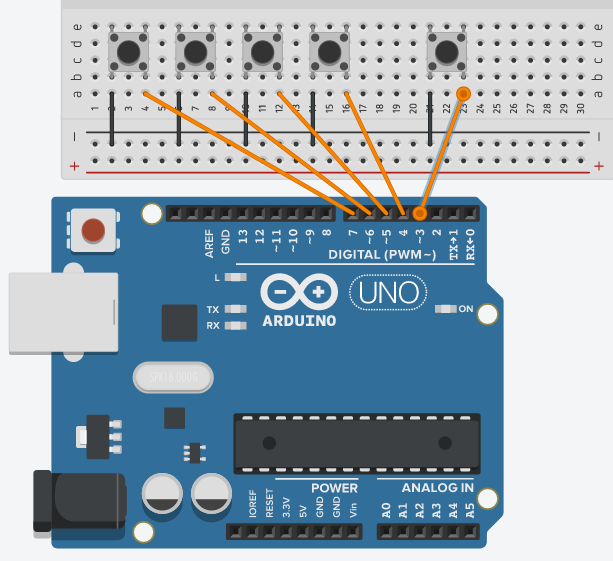 e e
d d
c c
b b
a a
1 2 3 4 5 6 7 8 9 10 11 12 13 14 15 16 17 18 19 20 21 22 23 24 25 26 27 28 29 30
− −
+ +
AREF GND 13 12 ~11 ~10 ~9 8 7 ~6 ~5 4 ~3 2 TX→1 RX←0
DIGITAL (PWM~)
L
TX
RX
ARDUINO
UNO
ON
SPK16.000G
POWER
ANALOG IN
IOREF RESET 3.3V 5V GND GND Vin A0 A1 A2 A3 A4 A5